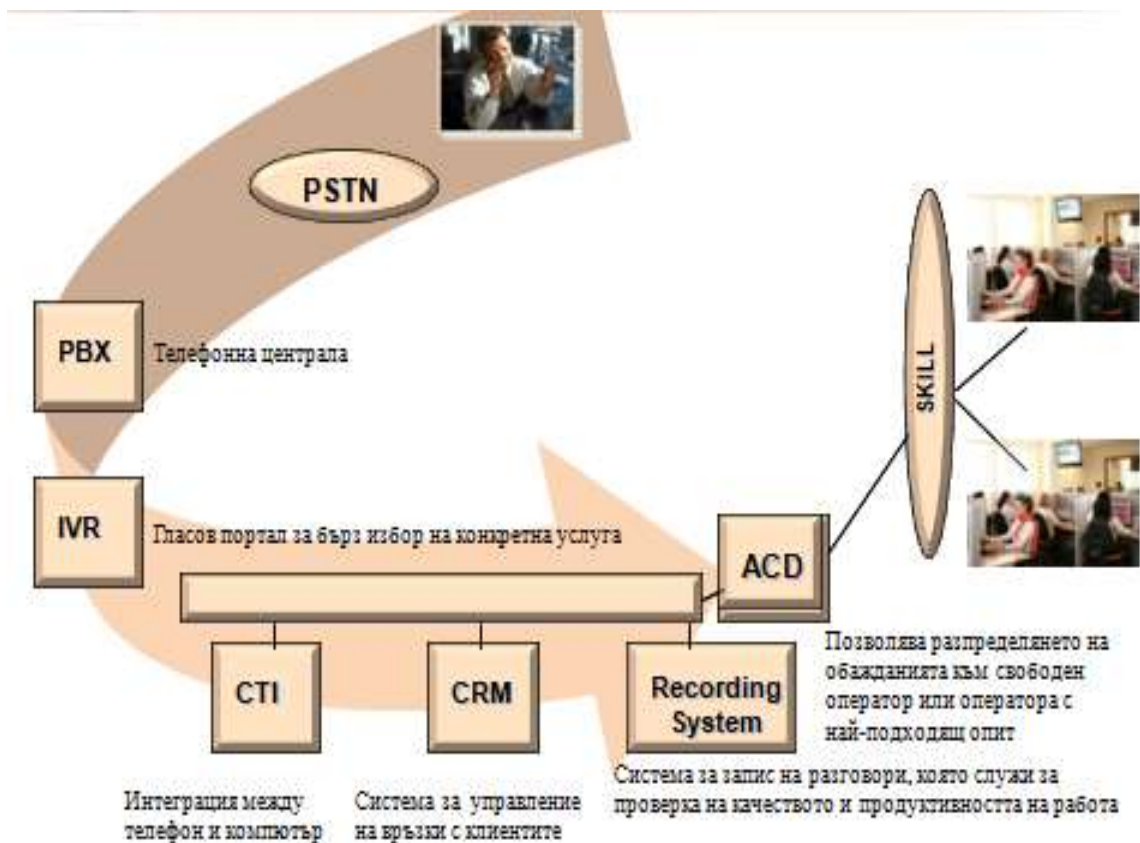 PSTN
PBX
Телефонна централа
SKILL
IVR
Гласов портал за бърз избор на конкретна услуга
ACD
Позволява разпределянето на
обажданията към свободен
оператор или оператора с
най-подходящ опит
CTI
CRM
Recording
System
Интеграция между
телефон и компютър
Система за управление
на връзки с клиентите
Система за запис на разговори, която служи за
проверка на качеството и продуктивността на работа